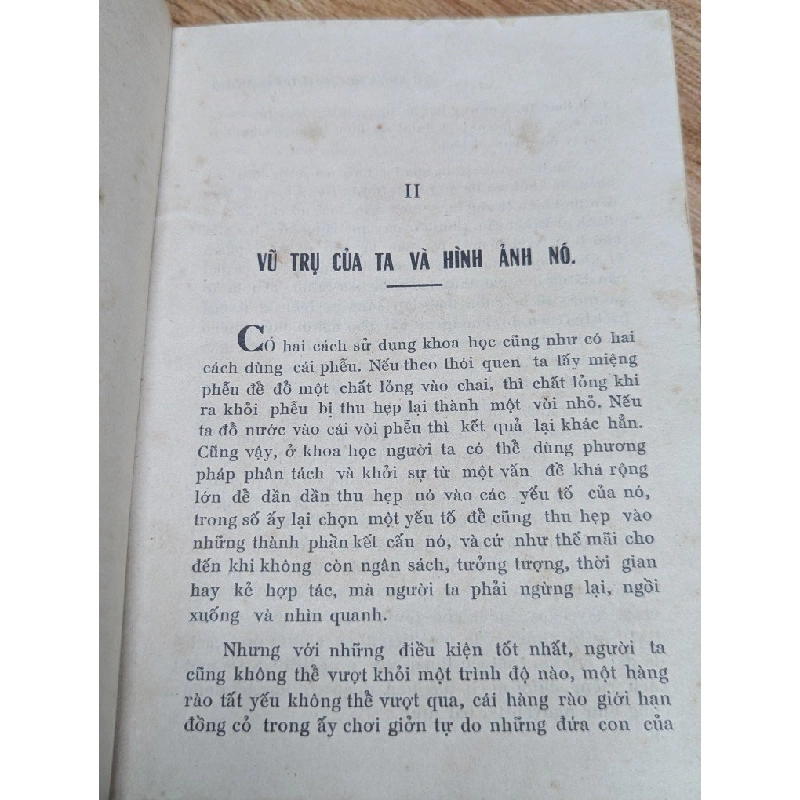 II
VŨ TRỤ CỦA TA VÀ HÌNH ẢNH NÓ.
CÓ hai cách sử dụng khoa học cũng như có hai
cách dùng cái phễu. Nếu theo thói quen ta lấy miệng
phễu để đổ một chất lỏng vào chai, thì chất lỏng khi
ra khỏi phễu bị thu hẹp lại thành một vòi nhỏ. Nếu
ta đổ nước vào cái vòi phễu thì kết quả lại khác hẳn.
Cũng vậy, ở khoa học người ta có thể dùng phương
pháp phân tách và khởi sự từ một vấn đề khá rộng
lớn để dần dần thu hẹp nó vào các yếu tố của nó,
trong số ấy lại chọn một yếu tố để cũng thu hẹp vào
những thành phần kết cấu nó, và cứ như thế mãi cho
đến khi không còn ngân sách, tưởng tượng, thời gian
hay kẻ hợp tác, mà người ta phải ngừng lại, ngồi
xuống và nhìn quanh.
Nhưng với những điều kiện tốt nhất, người ta
cũng không thể vượt khỏi một trình độ nào, một hàng
rào tất yếu không thể vượt qua, cái hàng rào giới hạn
đồng cỏ trong ấy chơi giởn tự do những đứa con của